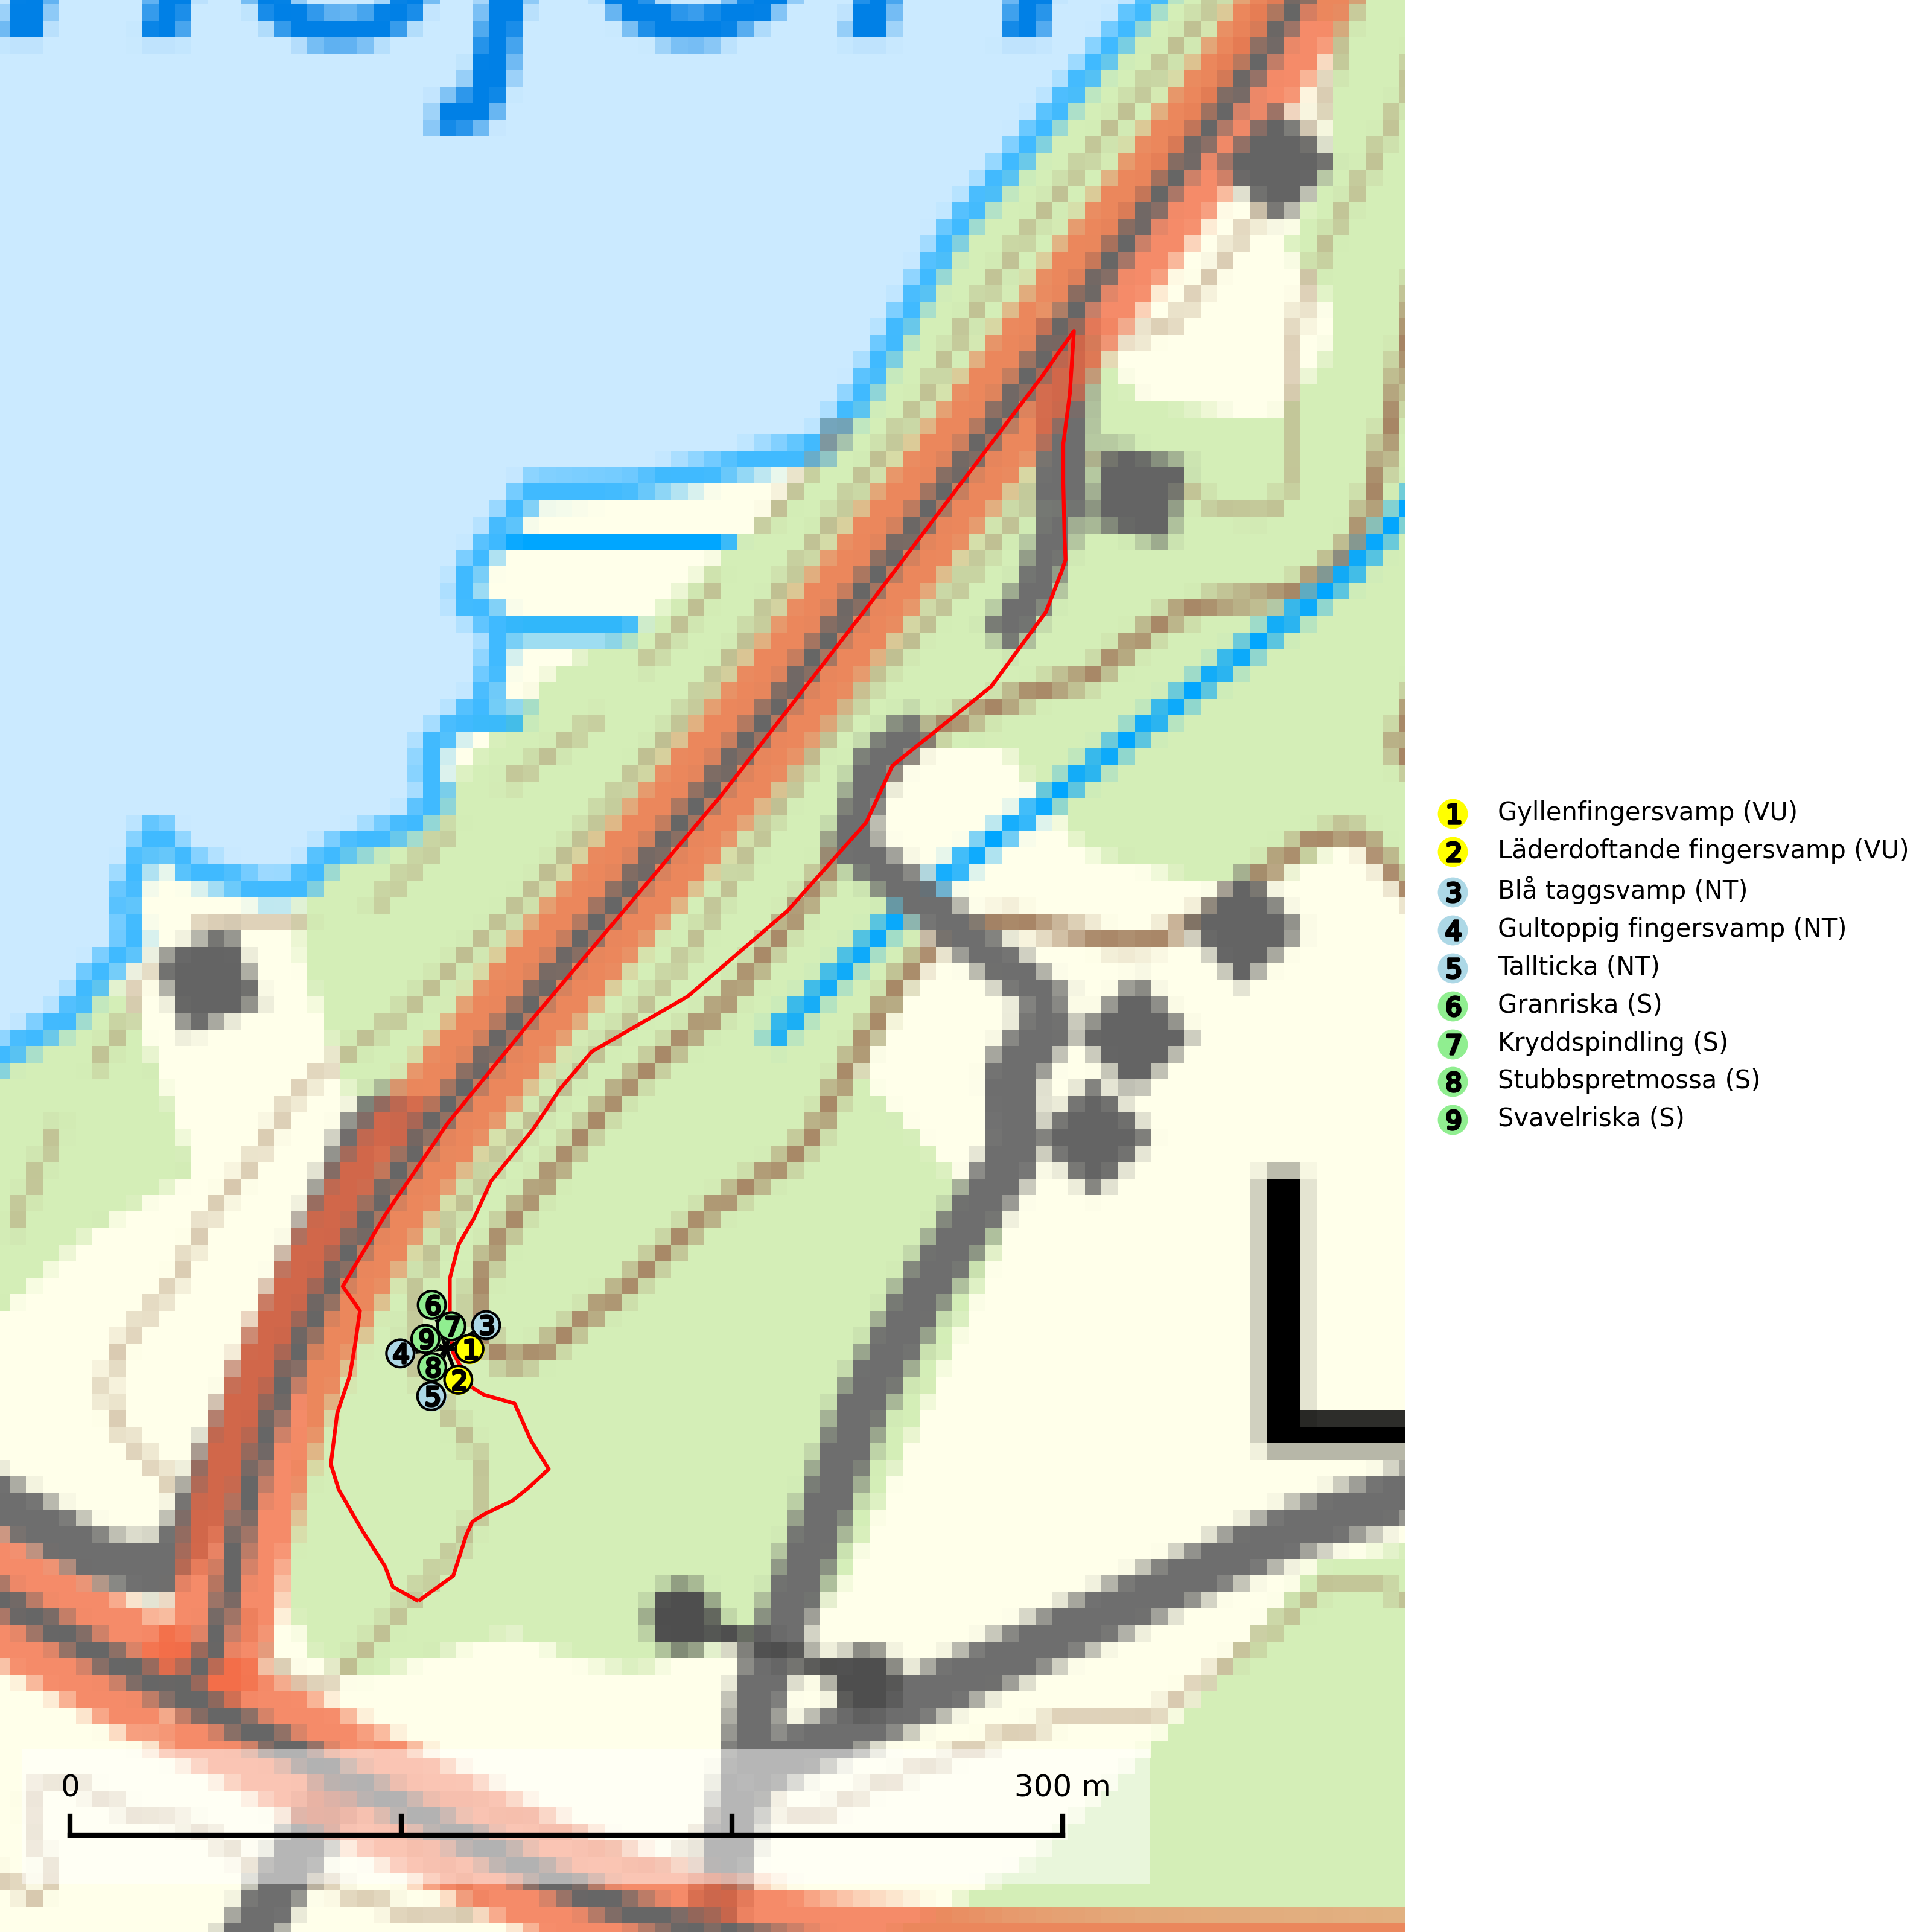 1 Gyllenfingersvamp (VU)
2 Läderdoftande fingersvamp (VU)
3 Blå taggsvamp (NT)
4 Gultoppig fingersvamp (NT)
5 Tallticka (NT)
6 Granriska (S)
7 Kryddspindling (S)
8 Stubbspretmossa (S)
9 Svavelriska (S)
6
7 3
9 1
4
8
2
5
0 300 m